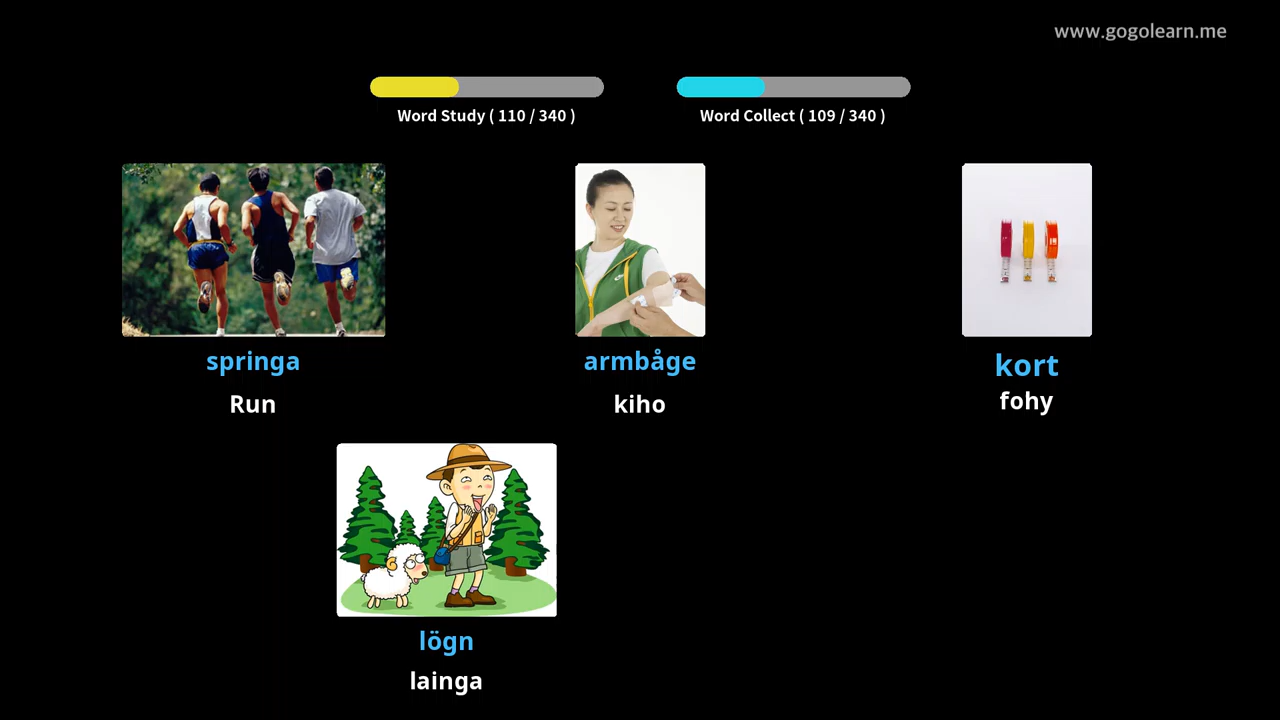 www.gogolearn.me
Word Study ( 110 / 340 )
Word Collect ( 109 / 340 )
springa
Run
armbåge
kiho
kort
fohy
lögn
lainga